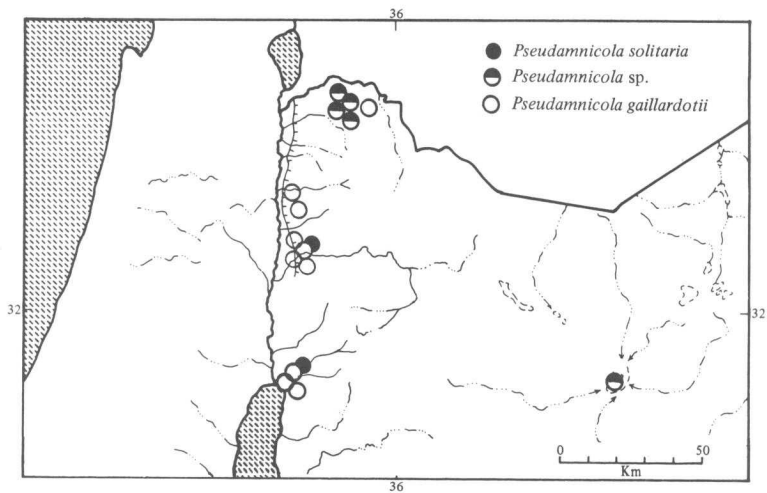 36
Pseudamnicola solitaria
Pseudamnicola sp.
Pseudamnicola gaillardotii
32
32
0 50
Km
36